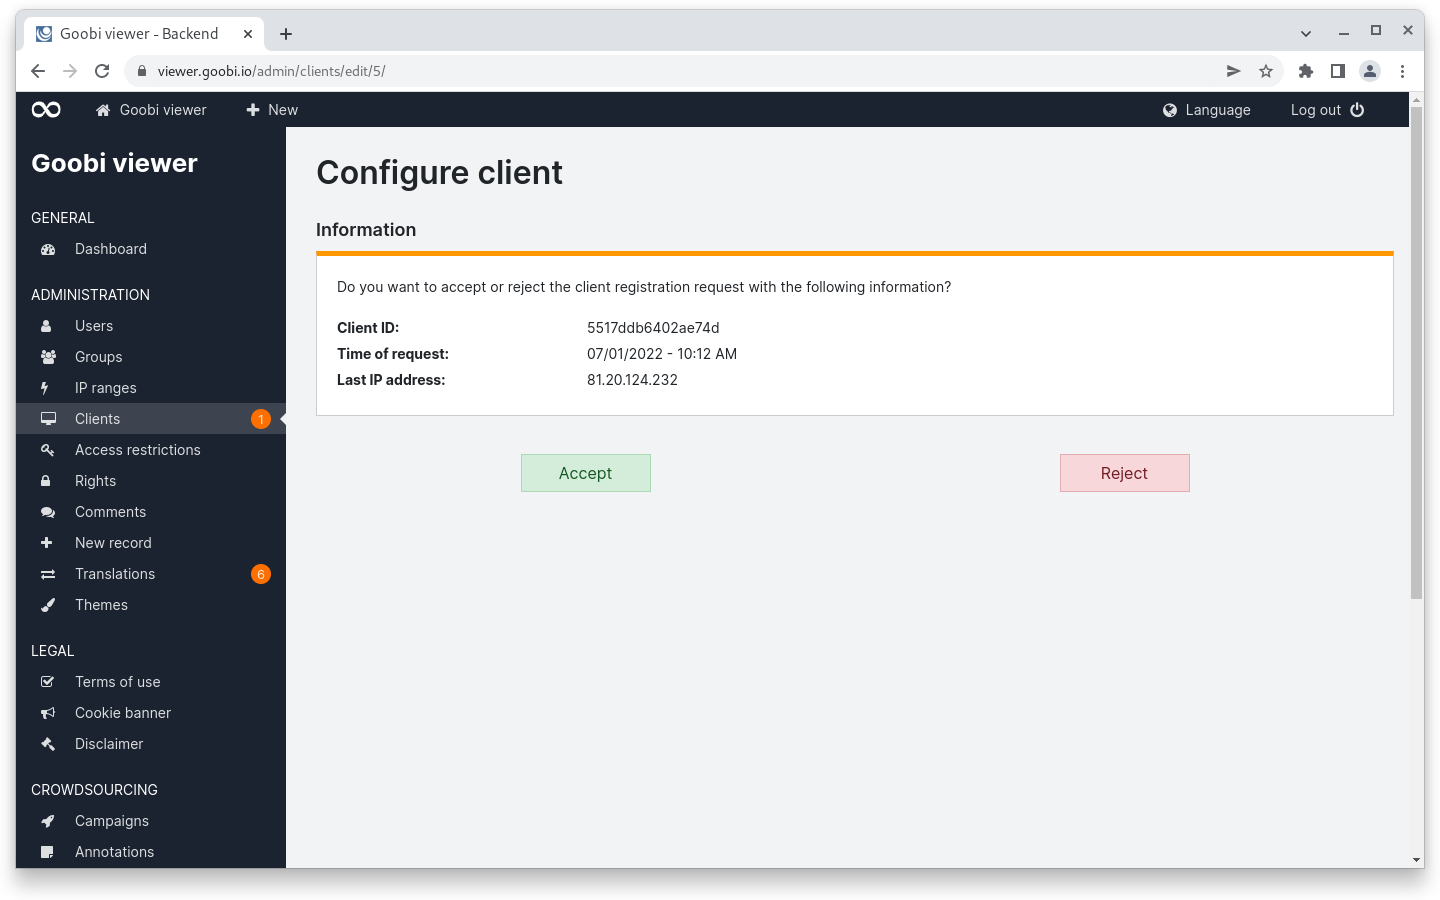 Goobi viewer - Backend
viewer.goobi.io/admin/clients/edit/5/
Goobi viewer
New
Language
Log out
Goobi viewer
GENERAL
Dashboard
ADMINISTRATION
Users
Groups
IP ranges
Clients 1
Access restrictions
Rights
Comments
New record
Translations 6
Themes
LEGAL
Terms of use
Cookie banner
Disclaimer
CROWDSOURCING
Campaigns
Annotations
Configure client
Information
Do you want to accept or reject the client registration request with the following information?
Client ID: 5517ddb6402ae74d
Time of request: 07/01/2022 - 10:12 AM
Last IP address: 81.20.124.232
Accept
Reject